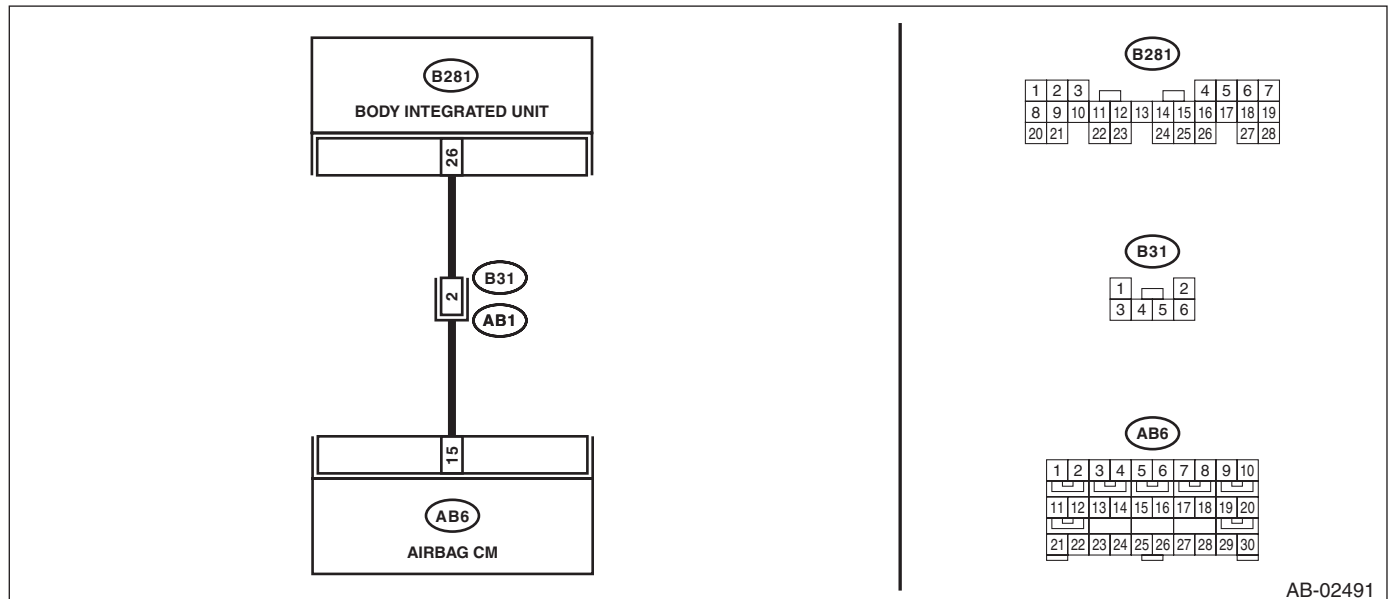 B281
BODY INTEGRATED UNIT
26
2
B31
AB1
15
AB6
AIRBAG CM
B281
1 2 3 4 5 6 7
8 9 10 11 12 13 14 15 16 17 18 19
20 21 22 23 24 25 26 27 28
B31
1 2
3 4 5 6
AB6
1 2 3 4 5 6 7 8 9 10
11 12 13 14 15 16 17 18 19 20
21 22 23 24 25 26 27 28 29 30
AB-02491